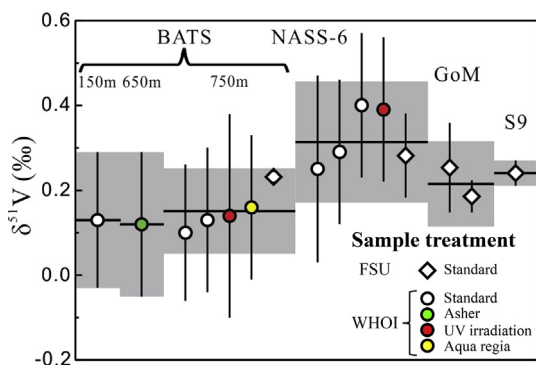 BATS NASS-6
150m 650m 750m GoM
S9
0.6
0.4
0.2
0.0
-0.2
δ⁵¹V (‰)
Sample treatment
FSU Standard
WHOI
Standard
Asher
UV irradiation
Aqua regia